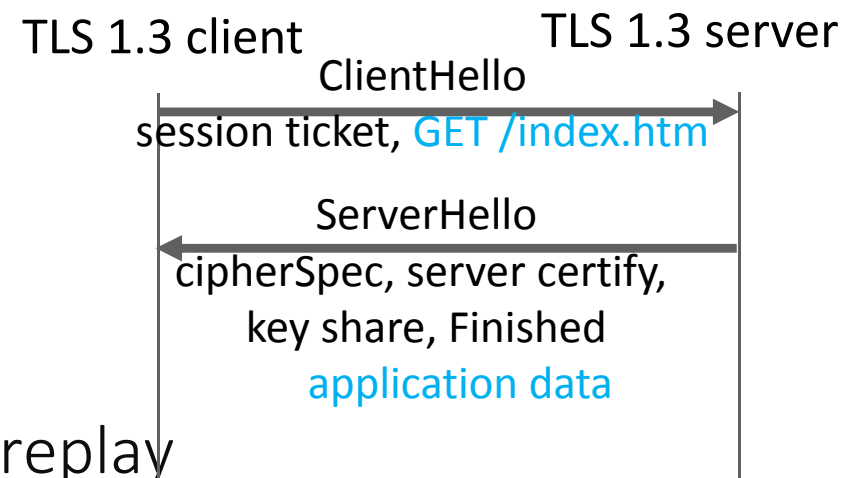 TLS 1.3 client
TLS 1.3 server
ClientHello
session ticket, GET /index.htm
ServerHello
cipherSpec, server certify,
key share, Finished
application data
replay